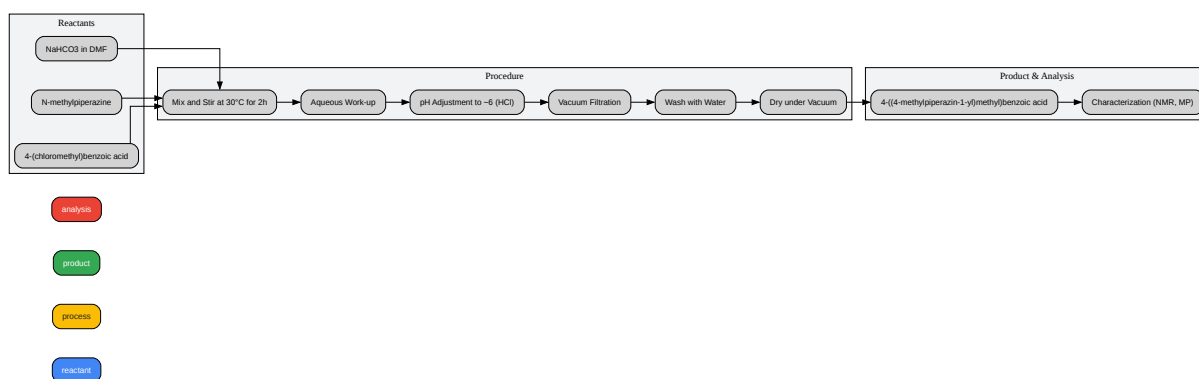 Reactants
NaHCO3 in DMF
N-methylpiperazine
4-(chloromethyl)benzoic acid
Procedure
Mix and Stir at 30°C for 2h
Aqueous Work-up
pH Adjustment to ~6 (HCl)
Vacuum Filtration
Wash with Water
Dry under Vacuum
Product & Analysis
4-((4-methylpiperazin-1-yl)methyl)benzoic acid
Characterization (NMR, MP)
analysis
product
process
reactant